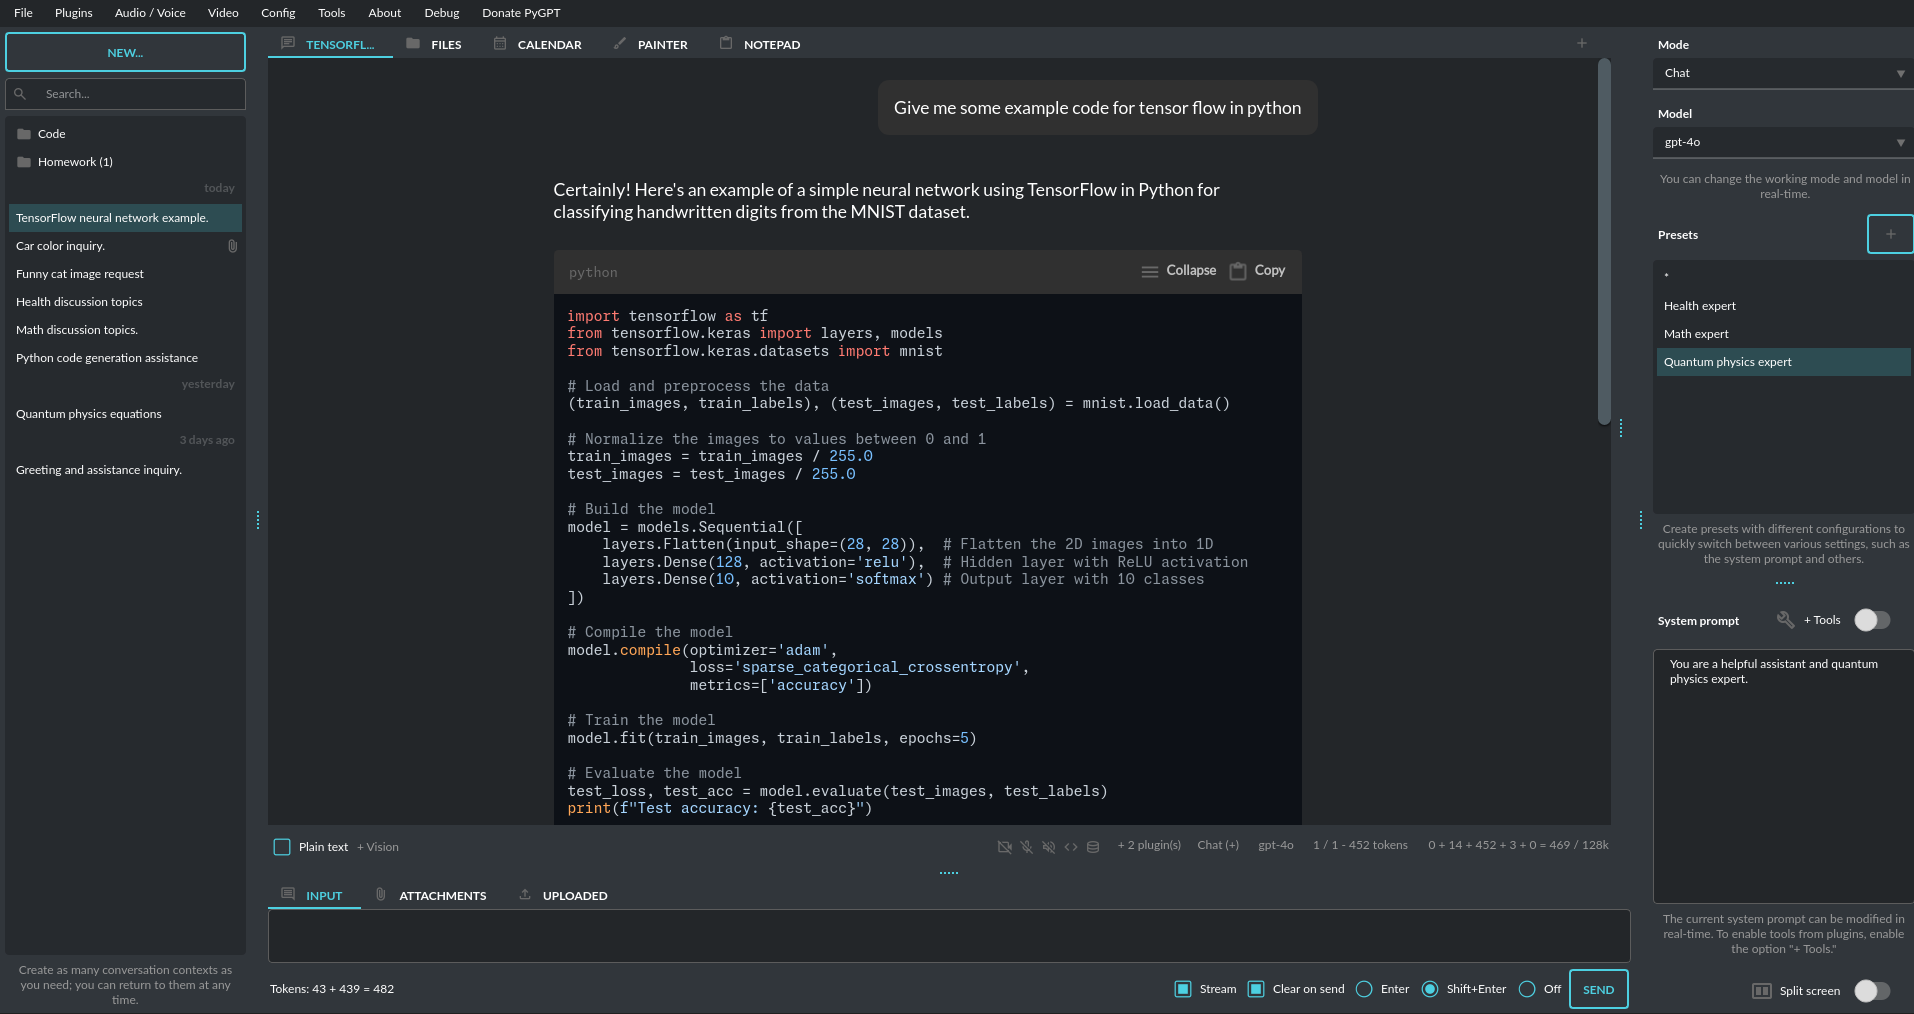 File Plugins Audio / Voice Video Config Tools About Debug Donate PyGPT
NEW...
Search...
Code
Homework (1)
today
TensorFlow neural network example.
Car color inquiry.
Funny cat image request
Health discussion topics
Math discussion topics.
Python code generation assistance
yesterday
Quantum physics equations
3 days ago
Greeting and assistance inquiry.
Create as many conversation contexts as
you need; you can return to them at any
time.
TENSORFL... FILES CALENDAR PAINTER NOTEPAD +
Give me some example code for tensor flow in python
Certainly! Here's an example of a simple neural network using TensorFlow in Python for
classifying handwritten digits from the MNIST dataset.
python Collapse Copy
import tensorflow as tf
from tensorflow.keras import layers, models
from tensorflow.keras.datasets import mnist
# Load and preprocess the data
(train_images, train_labels), (test_images, test_labels) = mnist.load_data()
# Normalize the images to values between 0 and 1
train_images = train_images / 255.0
test_images = test_images / 255.0
# Build the model
model = models.Sequential([
    layers.Flatten(input_shape=(28, 28)),  # Flatten the 2D images into 1D
    layers.Dense(128, activation='relu'),  # Hidden layer with ReLU activation
    layers.Dense(10, activation='softmax') # Output layer with 10 classes
])
# Compile the model
model.compile(optimizer='adam',
              loss='sparse_categorical_crossentropy',
              metrics=['accuracy'])
# Train the model
model.fit(train_images, train_labels, epochs=5)
# Evaluate the model
test_loss, test_acc = model.evaluate(test_images, test_labels)
print(f"Test accuracy: {test_acc}")
Plain text + Vision + 2 plugin(s) Chat (+) gpt-4o 1 / 1 - 452 tokens 0 + 14 + 452 + 3 + 0 = 469 / 128k
INPUT ATTACHMENTS UPLOADED
Tokens: 43 + 439 = 482 Stream Clear on send Enter Shift+Enter Off SEND
Mode
Chat
Model
gpt-4o
You can change the working mode and model in
real-time.
Presets +
*
Health expert
Math expert
Quantum physics expert
Create presets with different configurations to
quickly switch between various settings, such as
the system prompt and others.
System prompt + Tools
You are a helpful assistant and quantum
physics expert.
The current system prompt can be modified in
real-time. To enable tools from plugins, enable
the option "+ Tools."
Split screen